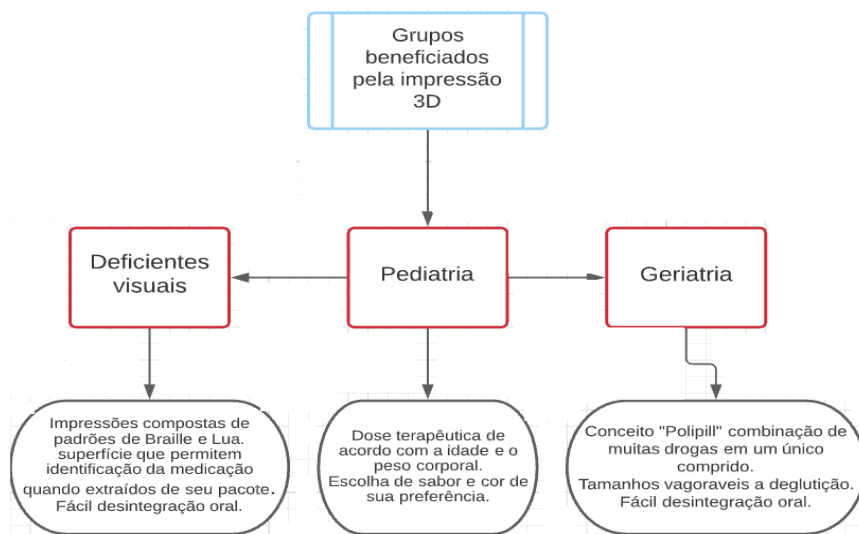 Grupos
beneficiados
pela impressão
3D
Deficientes
visuais
Pediatria
Geriatria
Impressões compostas de
padrões de Braille e Lua.
superfície que permitem
identificação da medicação
quando extraídos de seu pacote.
Fácil desintegração oral.
Dose terapêutica de
acordo com a idade e o
peso corporal.
Escolha de sabor e cor de
sua preferência.
Conceito "Polipill" combinação de
muitas drogas em um único
comprido.
Tamanhos vagoraveis a deglutição.
Fácil desintegração oral.